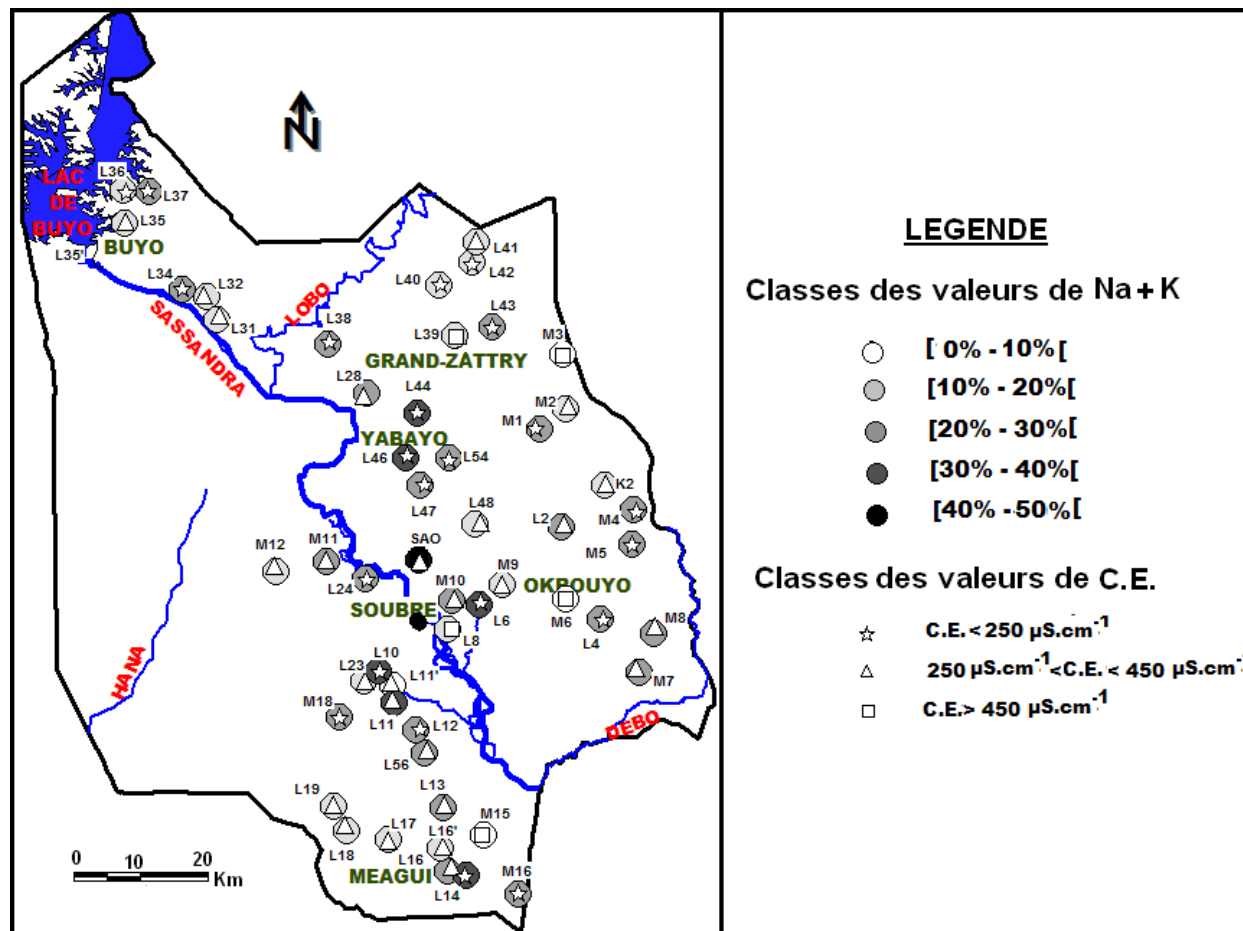 N
L36
LAC
DE
BUYO
L37
L35
L35'
BUYO
L34
L32
L31
SASSANDRA
LOBO
L38
L41
L42
L40
L43
L39
M3
GRAND-ZATTRY
L28
L44
M2
M1
YABAYO
L46
L54
L47
K2
M4
L48
L2
M5
M12
M11
SAO
L24
M10
M9
OKROUYO
SOUBRE
L6
M6
L4
M8
L8
M7
HANA
L23
L10
L11'
M18
L11
L12
L56
DEBO
L19
L13
M15
L18
L17
L16'
L16
MEAGUI
L14
M16
0 10 20
Km
LEGENDE
Classes des valeurs de Na+K
[ 0% - 10%[
[10% - 20%[
[20% - 30%[
[30% - 40%[
[40% -50%[
Classes des valeurs de C.E.
C.E.< 250 µS.cm⁻¹
250 µS.cm⁻¹ <C.E. < 450 µS.cm⁻¹
C.E.> 450 µS.cm⁻¹